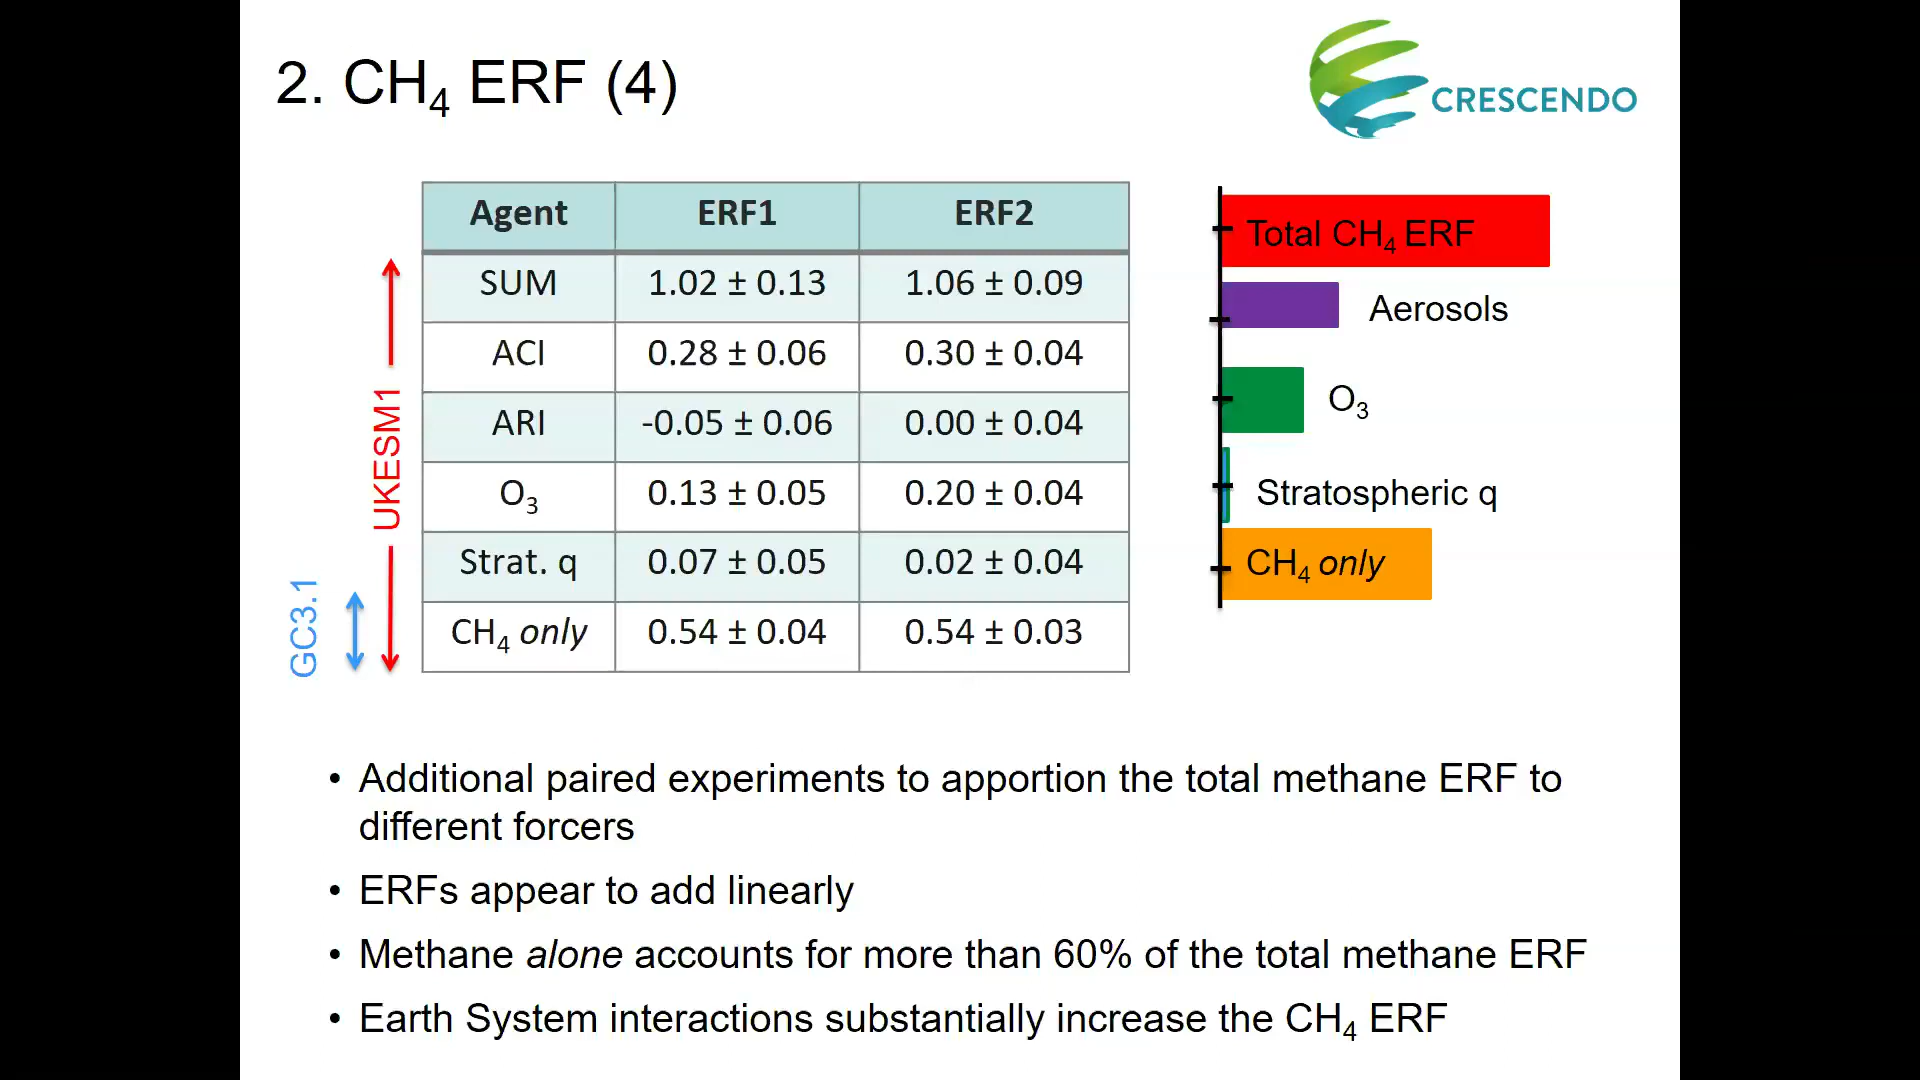 2. CH₄ ERF (4)
CRESCENDO
Agent ERF1 ERF2
SUM 1.02 ± 0.13 1.06 ± 0.09
ACI 0.28 ± 0.06 0.30 ± 0.04
ARI -0.05 ± 0.06 0.00 ± 0.04
O₃ 0.13 ± 0.05 0.20 ± 0.04
Strat. q 0.07 ± 0.05 0.02 ± 0.04
CH₄ only 0.54 ± 0.04 0.54 ± 0.03
UKESM1
GC3.1
Total CH₄ ERF
Aerosols
O₃
Stratospheric q
CH₄ only
• Additional paired experiments to apportion the total methane ERF to
different forcers
• ERFs appear to add linearly
• Methane alone accounts for more than 60% of the total methane ERF
• Earth System interactions substantially increase the CH₄ ERF